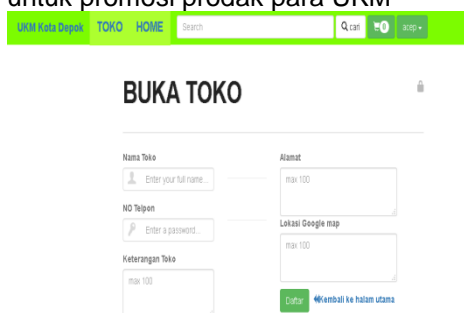 untuk promosi prodak para UKM
UKM Kota Depok TOKO HOME Search cari 0 acep
BUKA TOKO
Nama Toko
Enter your full name...
NO Telpon
Enter a password...
Keterangan Toko
max 100
Alamat
max 100
Lokasi Google map
max 100
Daftar Kembali ke halam utama